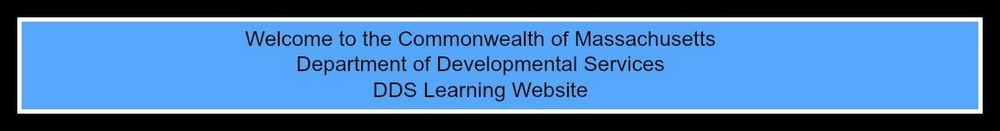 Welcome to the Commonwealth of Massachusetts
Department of Developmental Services
DDS Learning Website